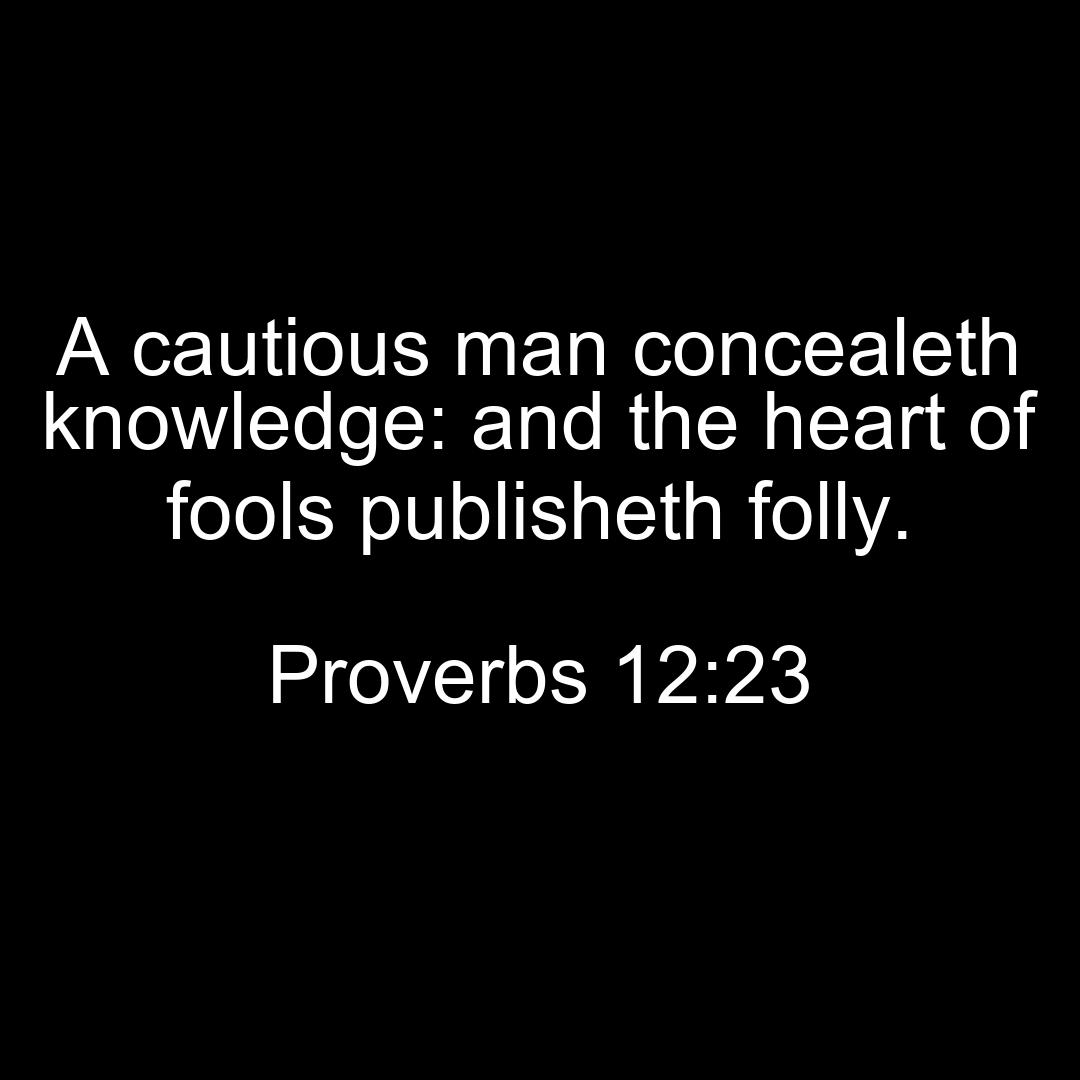 A cautious man concealeth
knowledge: and the heart of
fools publisheth folly.
Proverbs 12:23